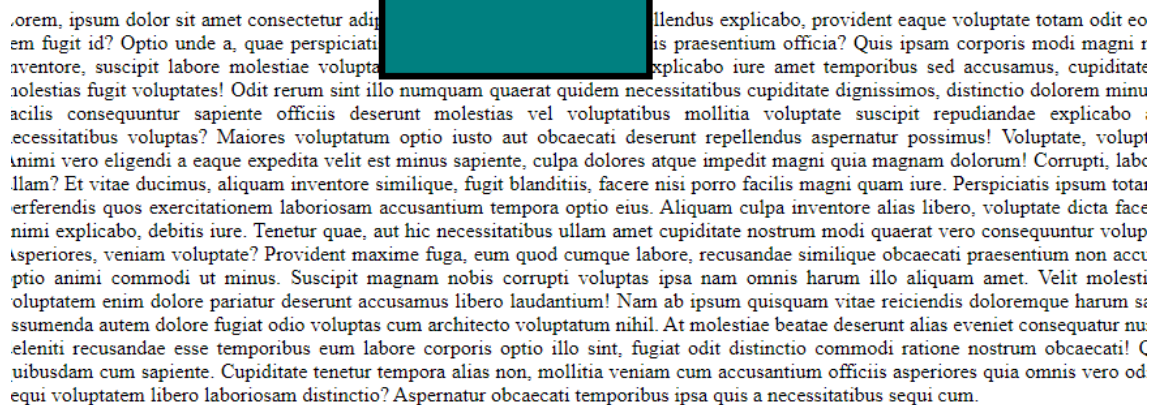 orem, ipsum dolor sit amet consectetur adip llendus explicabo, provident eaque voluptate totam odit eo
em fugit id? Optio unde a, quae perspiciati is praesentium officia? Quis ipsam corporis modi magni
nventore, suscipit labore molestiae volupta xplicabo iure amet temporibus sed accusamus, cupiditate
molestias fugit voluptates! Odit rerum sint illo numquam quaerat quidem necessitatibus cupiditate dignissimos, distinctio dolorem minu
acilis consequuntur sapiente officiis deserunt molestias vel voluptatibus mollitia voluptate suscipit repudiandae explicabo
ecessitatibus voluptas? Maiores voluptatum optio iusto aut obcaecati deserunt repellendus aspernatur possimus! Voluptate, volupt
Animi vero eligendi a eaque expedita velit est minus sapiente, culpa dolores atque impedit magni quia magnam dolorum! Corrupti, labo
llam? Et vitae ducimus, aliquam inventore similique, fugit blanditiis, facere nisi porro facilis magni quam iure. Perspiciatis ipsum totam
erferendis quos exercitationem laboriosam accusantium tempora optio eius. Aliquam culpa inventore alias libero, voluptate dicta face
nimi explicabo, debitis iure. Tenetur quae, aut hic necessitatibus ullam amet cupiditate nostrum modi quaerat vero consequuntur volup
Asperiores, veniam voluptate? Provident maxime fuga, eum quod cumque labore, recusandae similique obcaecati praesentium non accu
ptio animi commodi ut minus. Suscipit magnam nobis corrupti voluptas ipsa nam omnis harum illo aliquam amet. Velit molesti
oluptatem enim dolore pariatur deserunt accusamus libero laudantium! Nam ab ipsum quisquam vitae reiciendis doloremque harum sa
ssumenda autem dolore fugiat odio voluptas cum architecto voluptatum nihil. At molestiae beatae deserunt alias eveniet consequatur nu
eleniti recusandae esse temporibus eum labore corporis optio illo sint, fugiat odit distinctio commodi ratione nostrum obcaecati! Q
uibusdam cum sapiente. Cupiditate tenetur tempora alias non, mollitia veniam cum accusantium officiis asperiores quia omnis vero od
equi voluptatem libero laboriosam distinctio? Aspernatur obcaecati temporibus ipsa quis a necessitatibus sequi cum.